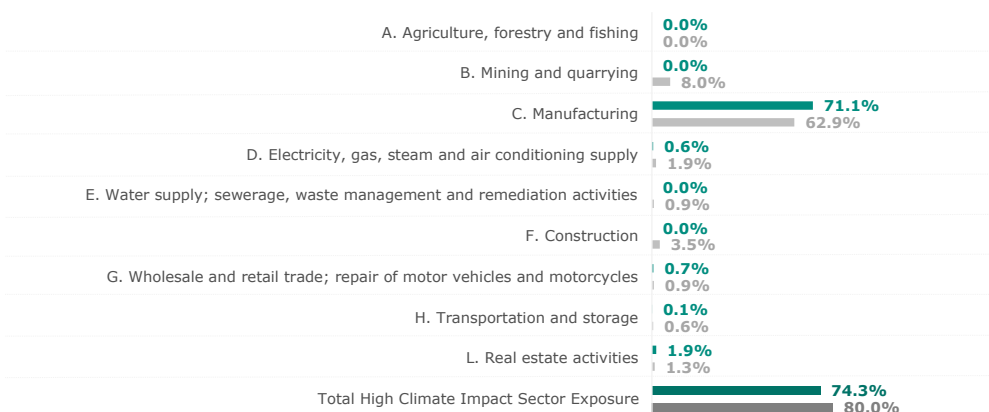 A. Agriculture, forestry and fishing
0.0%
0.0%
B. Mining and quarrying
0.0%
8.0%
C. Manufacturing
71.1%
62.9%
D. Electricity, gas, steam and air conditioning supply
0.6%
1.9%
E. Water supply; sewerage, waste management and remediation activities
0.0%
0.9%
F. Construction
0.0%
3.5%
G. Wholesale and retail trade; repair of motor vehicles and motorcycles
0.7%
0.9%
H. Transportation and storage
0.1%
0.6%
L. Real estate activities
1.9%
1.3%
Total High Climate Impact Sector Exposure
74.3%
80.0%